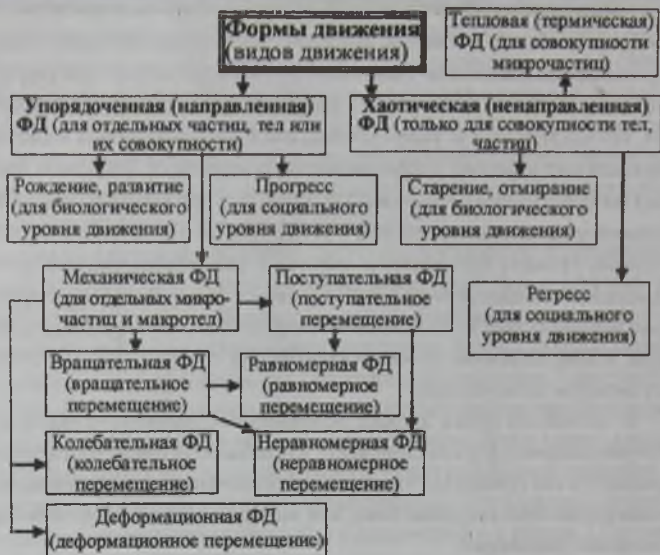 Формы движения
(видов движения)
Тепловая (термическая)
ФД (для совокупности
микрочастиц)
Упорядоченная (направленная)
ФД (для отдельных частиц, тел или
их совокупности)
Хаотическая (ненаправленная)
ФД (только для совокупности тел,
частиц)
Рождение, развитие
(для биологического
уровня движения)
Прогресс
(для социального
уровня движения)
Старение, отмирание
(для биологического
уровня движения)
Механическая ФД
(для отдельных микро-
частиц и макротел)
Поступательная ФД
(поступательное
перемещение)
Регресс
(для социального
уровня движения)
Вращательная ФД
(вращательное
перемещение)
Равномерная ФД
(равномерное
перемещение)
Колебательная ФД
(колебательное
перемещение)
Неравномерная ФД
(неравномерное
перемещение)
Деформационная ФД
(деформационное перемещение)